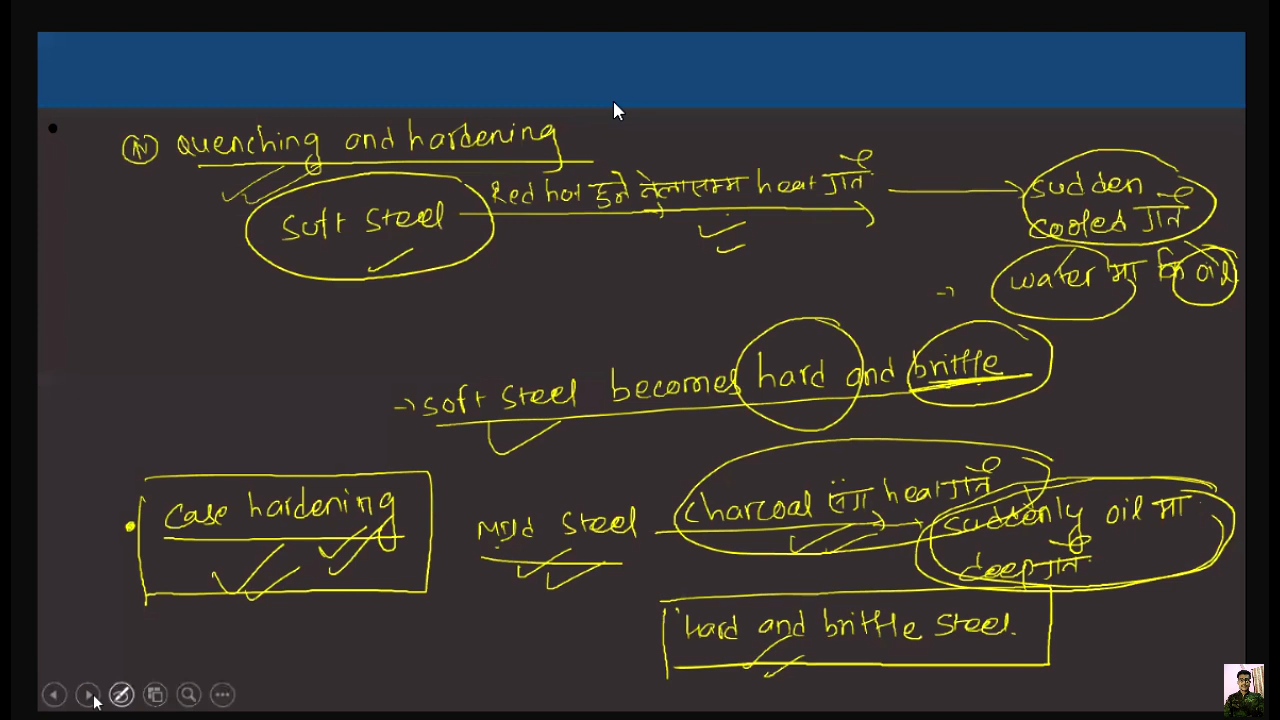 (iv) Quenching and hardening
Soft Steel
Red hot हुने बेलासम्म heat गर्ने
sudden
cooled गर्ने
water मा कि oil
→ soft steel becomes hard and brittle
case hardening
Mild Steel
charcoal सँग heat गर्ने
suddenly oil मा
deep गर्ने
Hard and brittle steel.